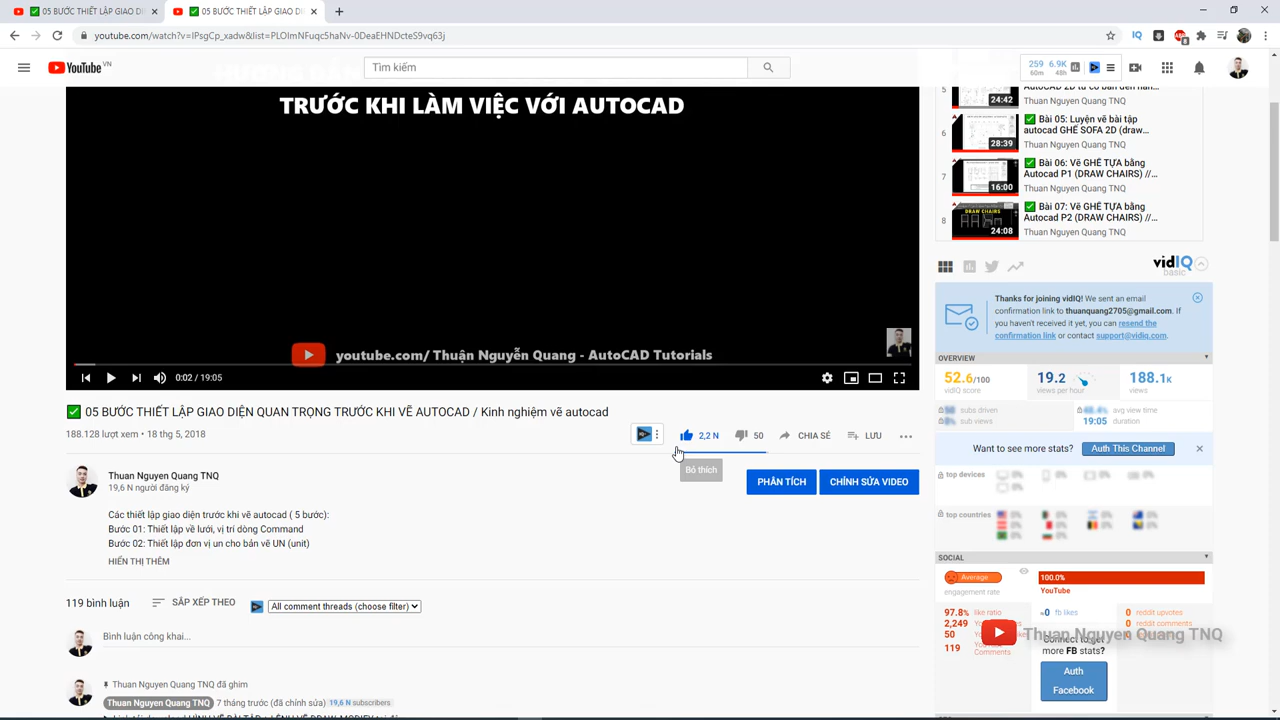 05 BƯỚC THIẾT LẬP GIAO DI
05 BƯỚC THIẾT LẬP GIAO DI
youtube.com/watch?v=IPsgCp_xadw&list=PLOlmNFuqc5haNv-0DeaEHNDcteS9vq63j
YouTube VN
Tìm kiếm
259 6.9K
60m 48h
TRƯỚC KHI LÀM VIỆC VỚI AUTOCAD
youtube.com/ Thuận Nguyễn Quang - AutoCAD Tutorials
0:02 / 19:05
05 BƯỚC THIẾT LẬP GIAO DIỆN QUAN TRỌNG TRƯỚC KHI VẼ AUTOCAD / Kinh nghiệm vẽ autocad
188.128 lượt xem • 18 thg 5, 2018
2,2 N
50
CHIA SẺ
LƯU
Bỏ thích
Thuan Nguyen Quang TNQ
19,6 N người đăng ký
PHÂN TÍCH
CHỈNH SỬA VIDEO
Các thiết lập giao diện trước khi vẽ autocad ( 5 bước):
Bước 01: Thiết lập về lưới, vị trí dòng
Bước 02: Thiết lập đơn vị un cho bản vẽ UN (unit)
HIỂN THỊ THÊM
119 bình luận
SẮP XẾP THEO
All comment threads (choose filter)
Bình luận công khai...
Thuan Nguyen Quang TNQ đã ghim
Thuan Nguyen Quang TNQ 7 tháng trước (đã chỉnh sửa) 19,6 N subscribers
5
24:42
Thuan Nguyen Quang TNQ
6
28:39
Bài 05: Luyện vẽ bài tập
autocad GHẾ SOFA 2D (draw...
Thuan Nguyen Quang TNQ
7
16:00
Bài 06: Vẽ GHẾ TỰA bằng
Autocad P1 (DRAW CHAIRS) //...
Thuan Nguyen Quang TNQ
8
DRAW CHAIRS
24:08
Bài 07: Vẽ GHẾ TỰA bằng
Autocad P2 (DRAW CHAIRS) //...
Thuan Nguyen Quang TNQ
vidIQ
basic
Thanks for joining vidIQ! We sent an email
confirmation link to thuanquang2705@gmail.com. If
you haven't received it yet, you can resend the
confirmation link or contact support@vidiq.com.
OVERVIEW
52.6/100
vidIQ score
19.2
views per hour
188.1K
views
subs driven
sub views
avg view time
19:05 duration
Want to see more stats?
Auth This Channel
top devices
top countries
SOCIAL
Average
engagement rate
100.0%
YouTube
97.8% like ratio
2,249
50
119
Comments
0 fb likes
Connect to get
more FB stats?
Auth
Facebook
0 reddit upvotes
0 reddit comments
0
Thuan Nguyen Quang TNQ